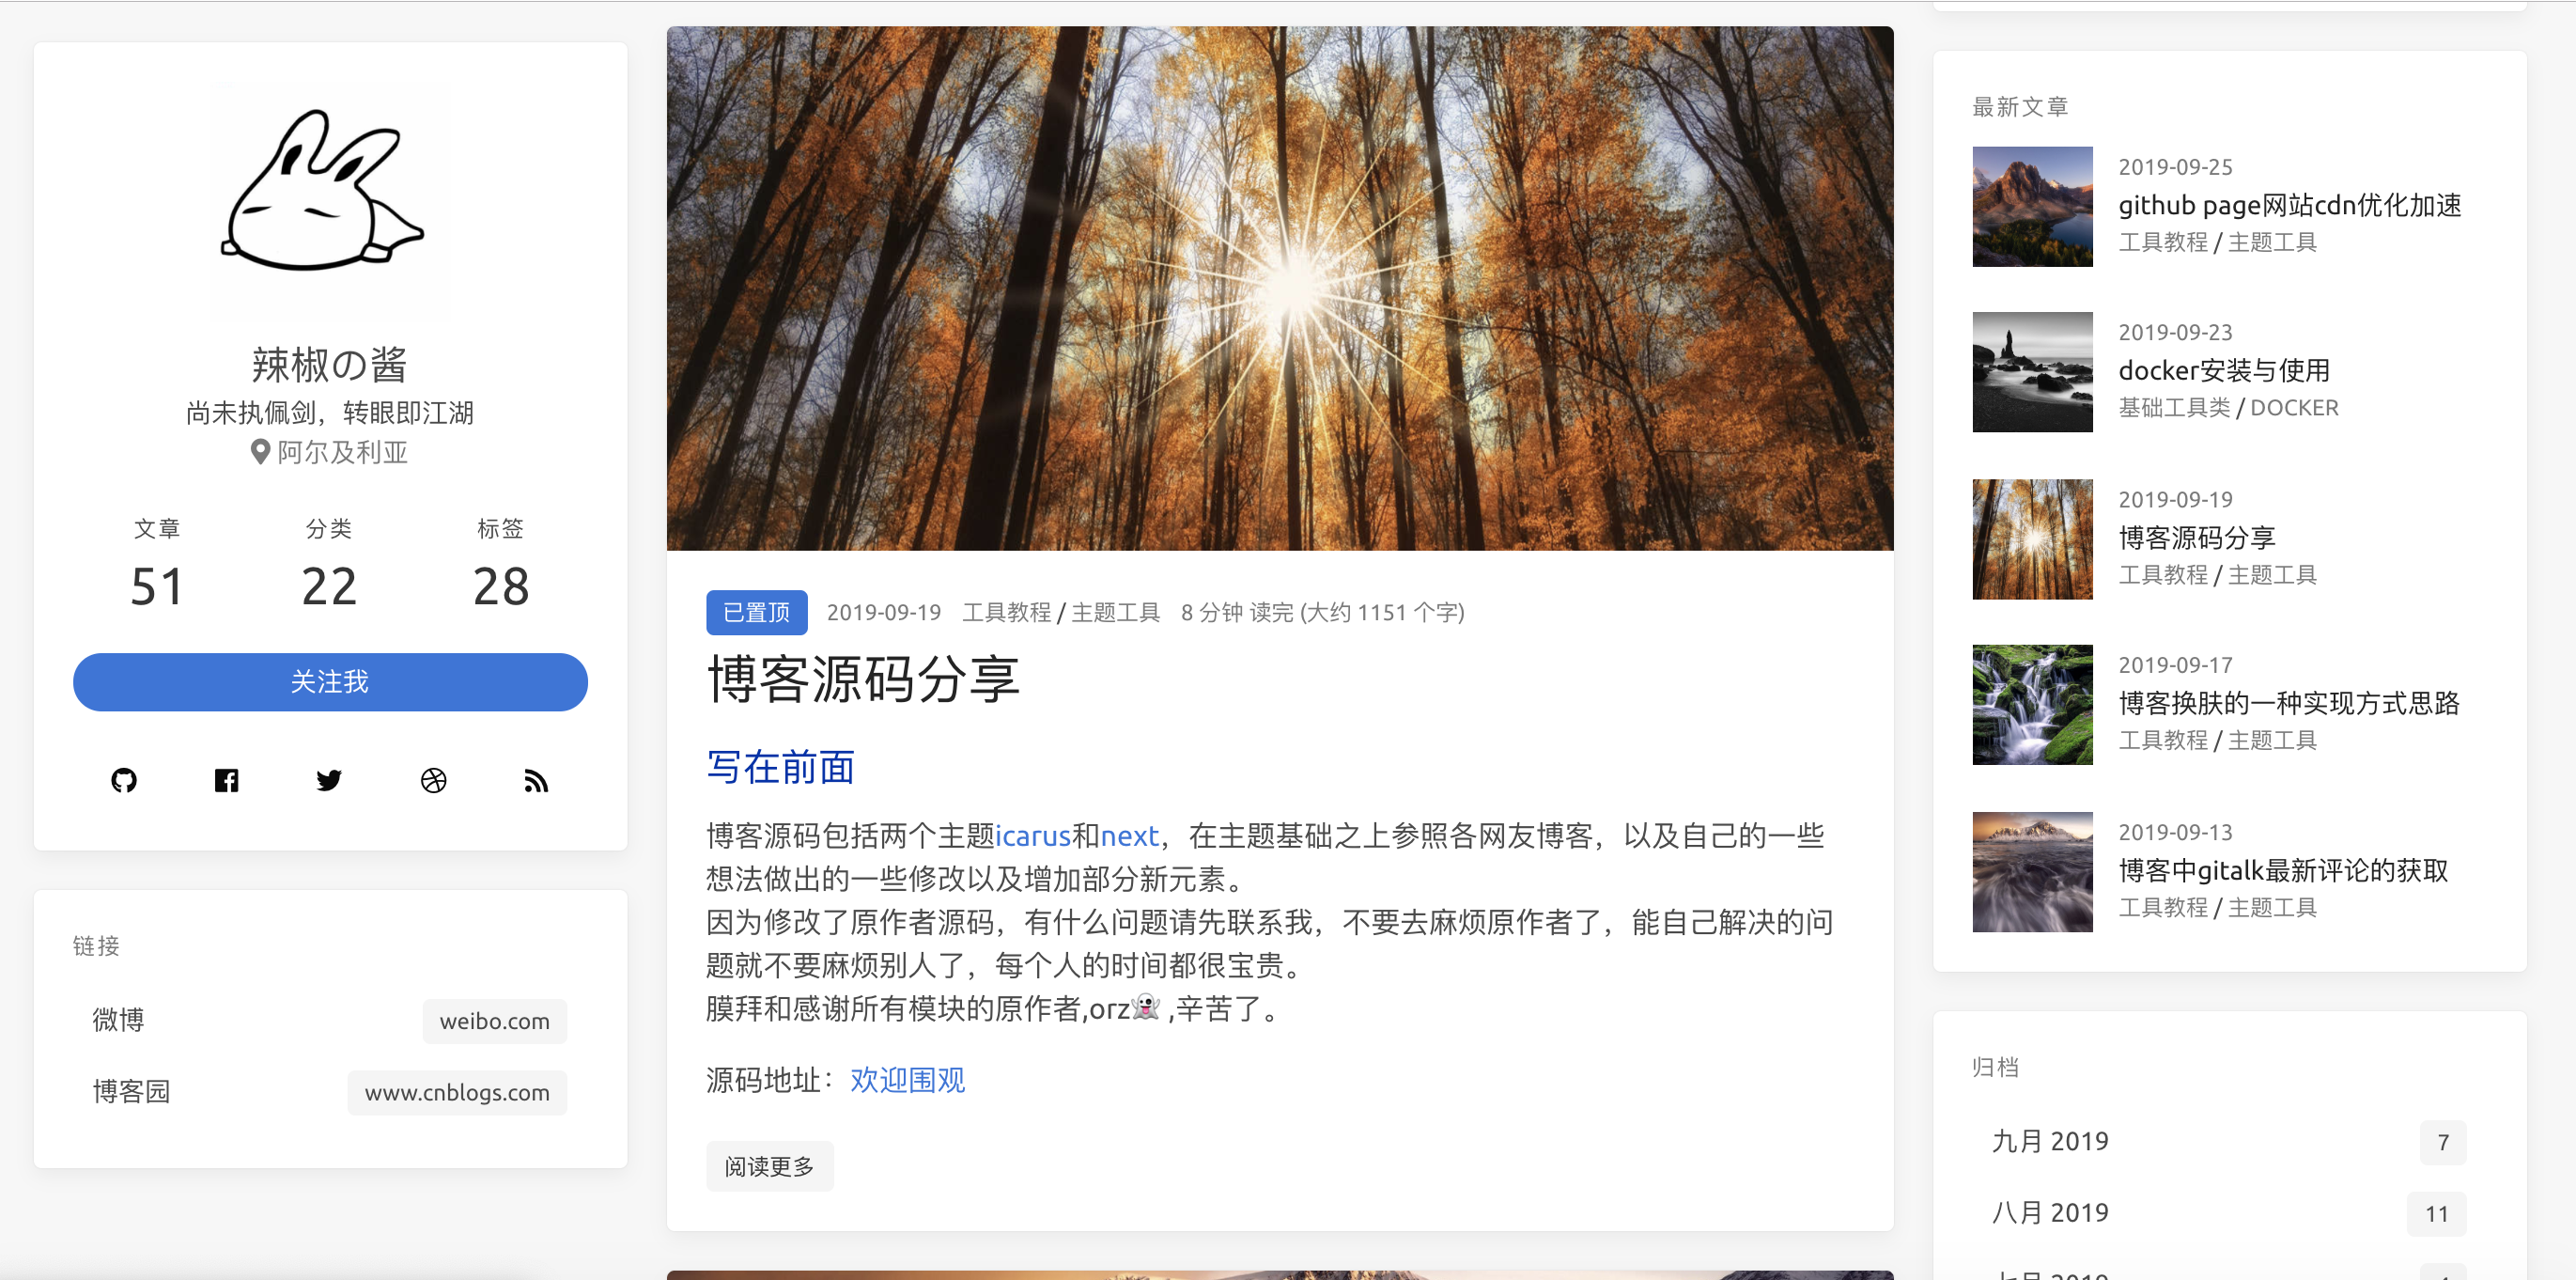 辣椒の酱
尚未执佩剑，转眼即江湖
阿尔及利亚
文章 分类 标签
51 22 28
关注我
链接
微博 weibo.com
博客园 www.cnblogs.com
已置顶 2019-09-19 工具教程 / 主题工具 8 分钟 读完 (大约 1151 个字)
博客源码分享
写在前面
博客源码包括两个主题icarus和next，在主题基础之上参照各网友博客，以及自己的一些
想法做出的一些修改以及增加部分新元素。
因为修改了原作者源码，有什么问题请先联系我，不要去麻烦原作者了，能自己解决的问
题就不要麻烦别人了，每个人的时间都很宝贵。
膜拜和感谢所有模块的原作者,orz👻 ,辛苦了。
源码地址：欢迎围观
阅读更多
最新文章
2019-09-25
github page网站cdn优化加速
工具教程 / 主题工具
2019-09-23
docker安装与使用
基础工具类 / DOCKER
2019-09-19
博客源码分享
工具教程 / 主题工具
2019-09-17
博客换肤的一种实现方式思路
工具教程 / 主题工具
2019-09-13
博客中gitalk最新评论的获取
工具教程 / 主题工具
归档
九月 2019 7
八月 2019 11